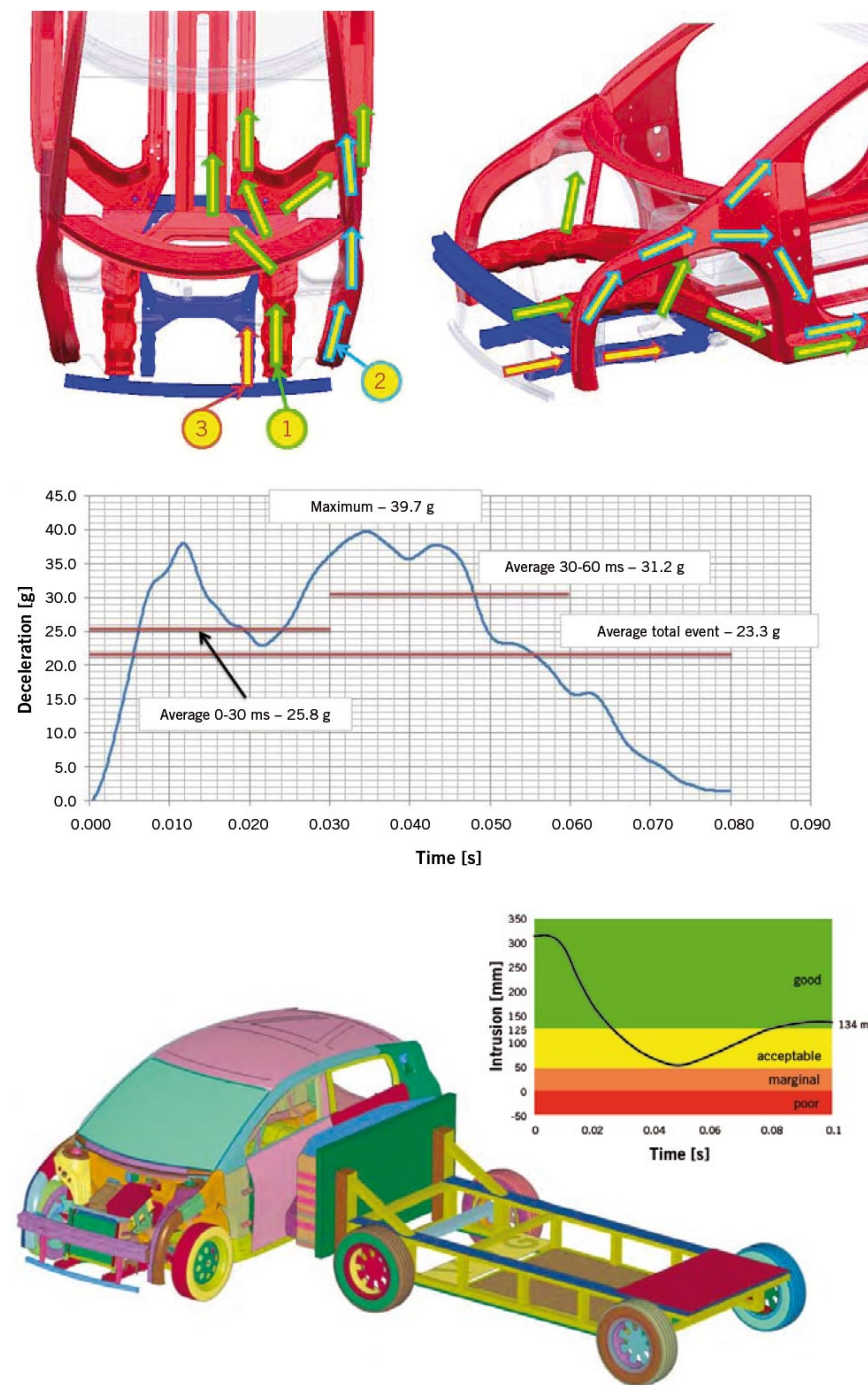 3
1
2
45.0
40.0
35.0
30.0
25.0
20.0
15.0
10.0
5.0
0.0
Deceleration [g]
Maximum – 39.7 g
Average 30-60 ms – 31.2 g
Average total event – 23.3 g
Average 0-30 ms – 25.8 g
0.000 0.010 0.020 0.030 0.040 0.050 0.060 0.070 0.080 0.090
Time [s]
350
300
250
200
150
125
100
50
0
-50
Intrusion [mm]
good
134 m
acceptable
marginal
poor
0 0.02 0.04 0.06 0.08 0.1
Time [s]